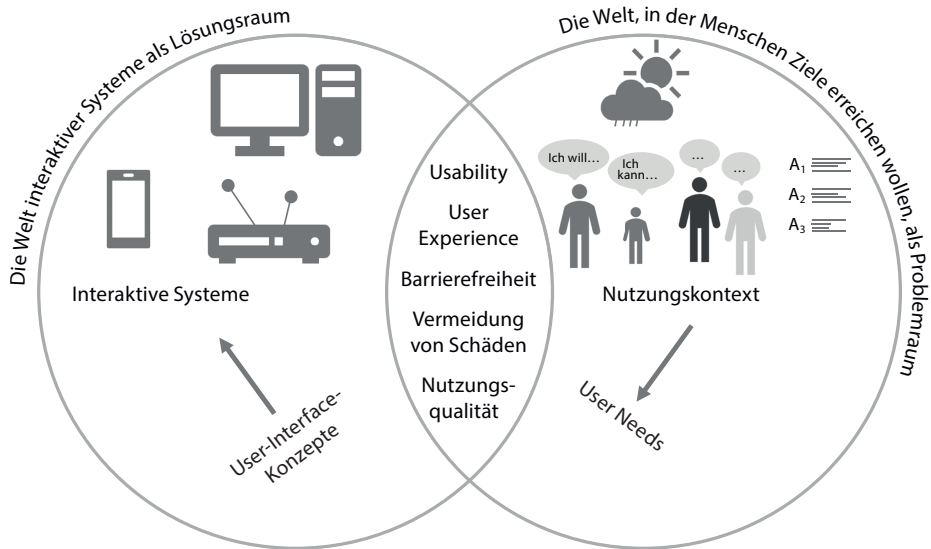 Die Welt interaktiver Systeme als Lösungsraum
Interaktive Systeme
User-Interface-
Konzepte
Usability
User
Experience
Barrierefreiheit
Vermeidung
von Schäden
Nutzungs-
qualität
Die Welt, in der Menschen Ziele erreichen wollen, als Problemraum
Ich will…
Ich
kann…
…
…
A1
A2
A3
Nutzungskontext
User Needs